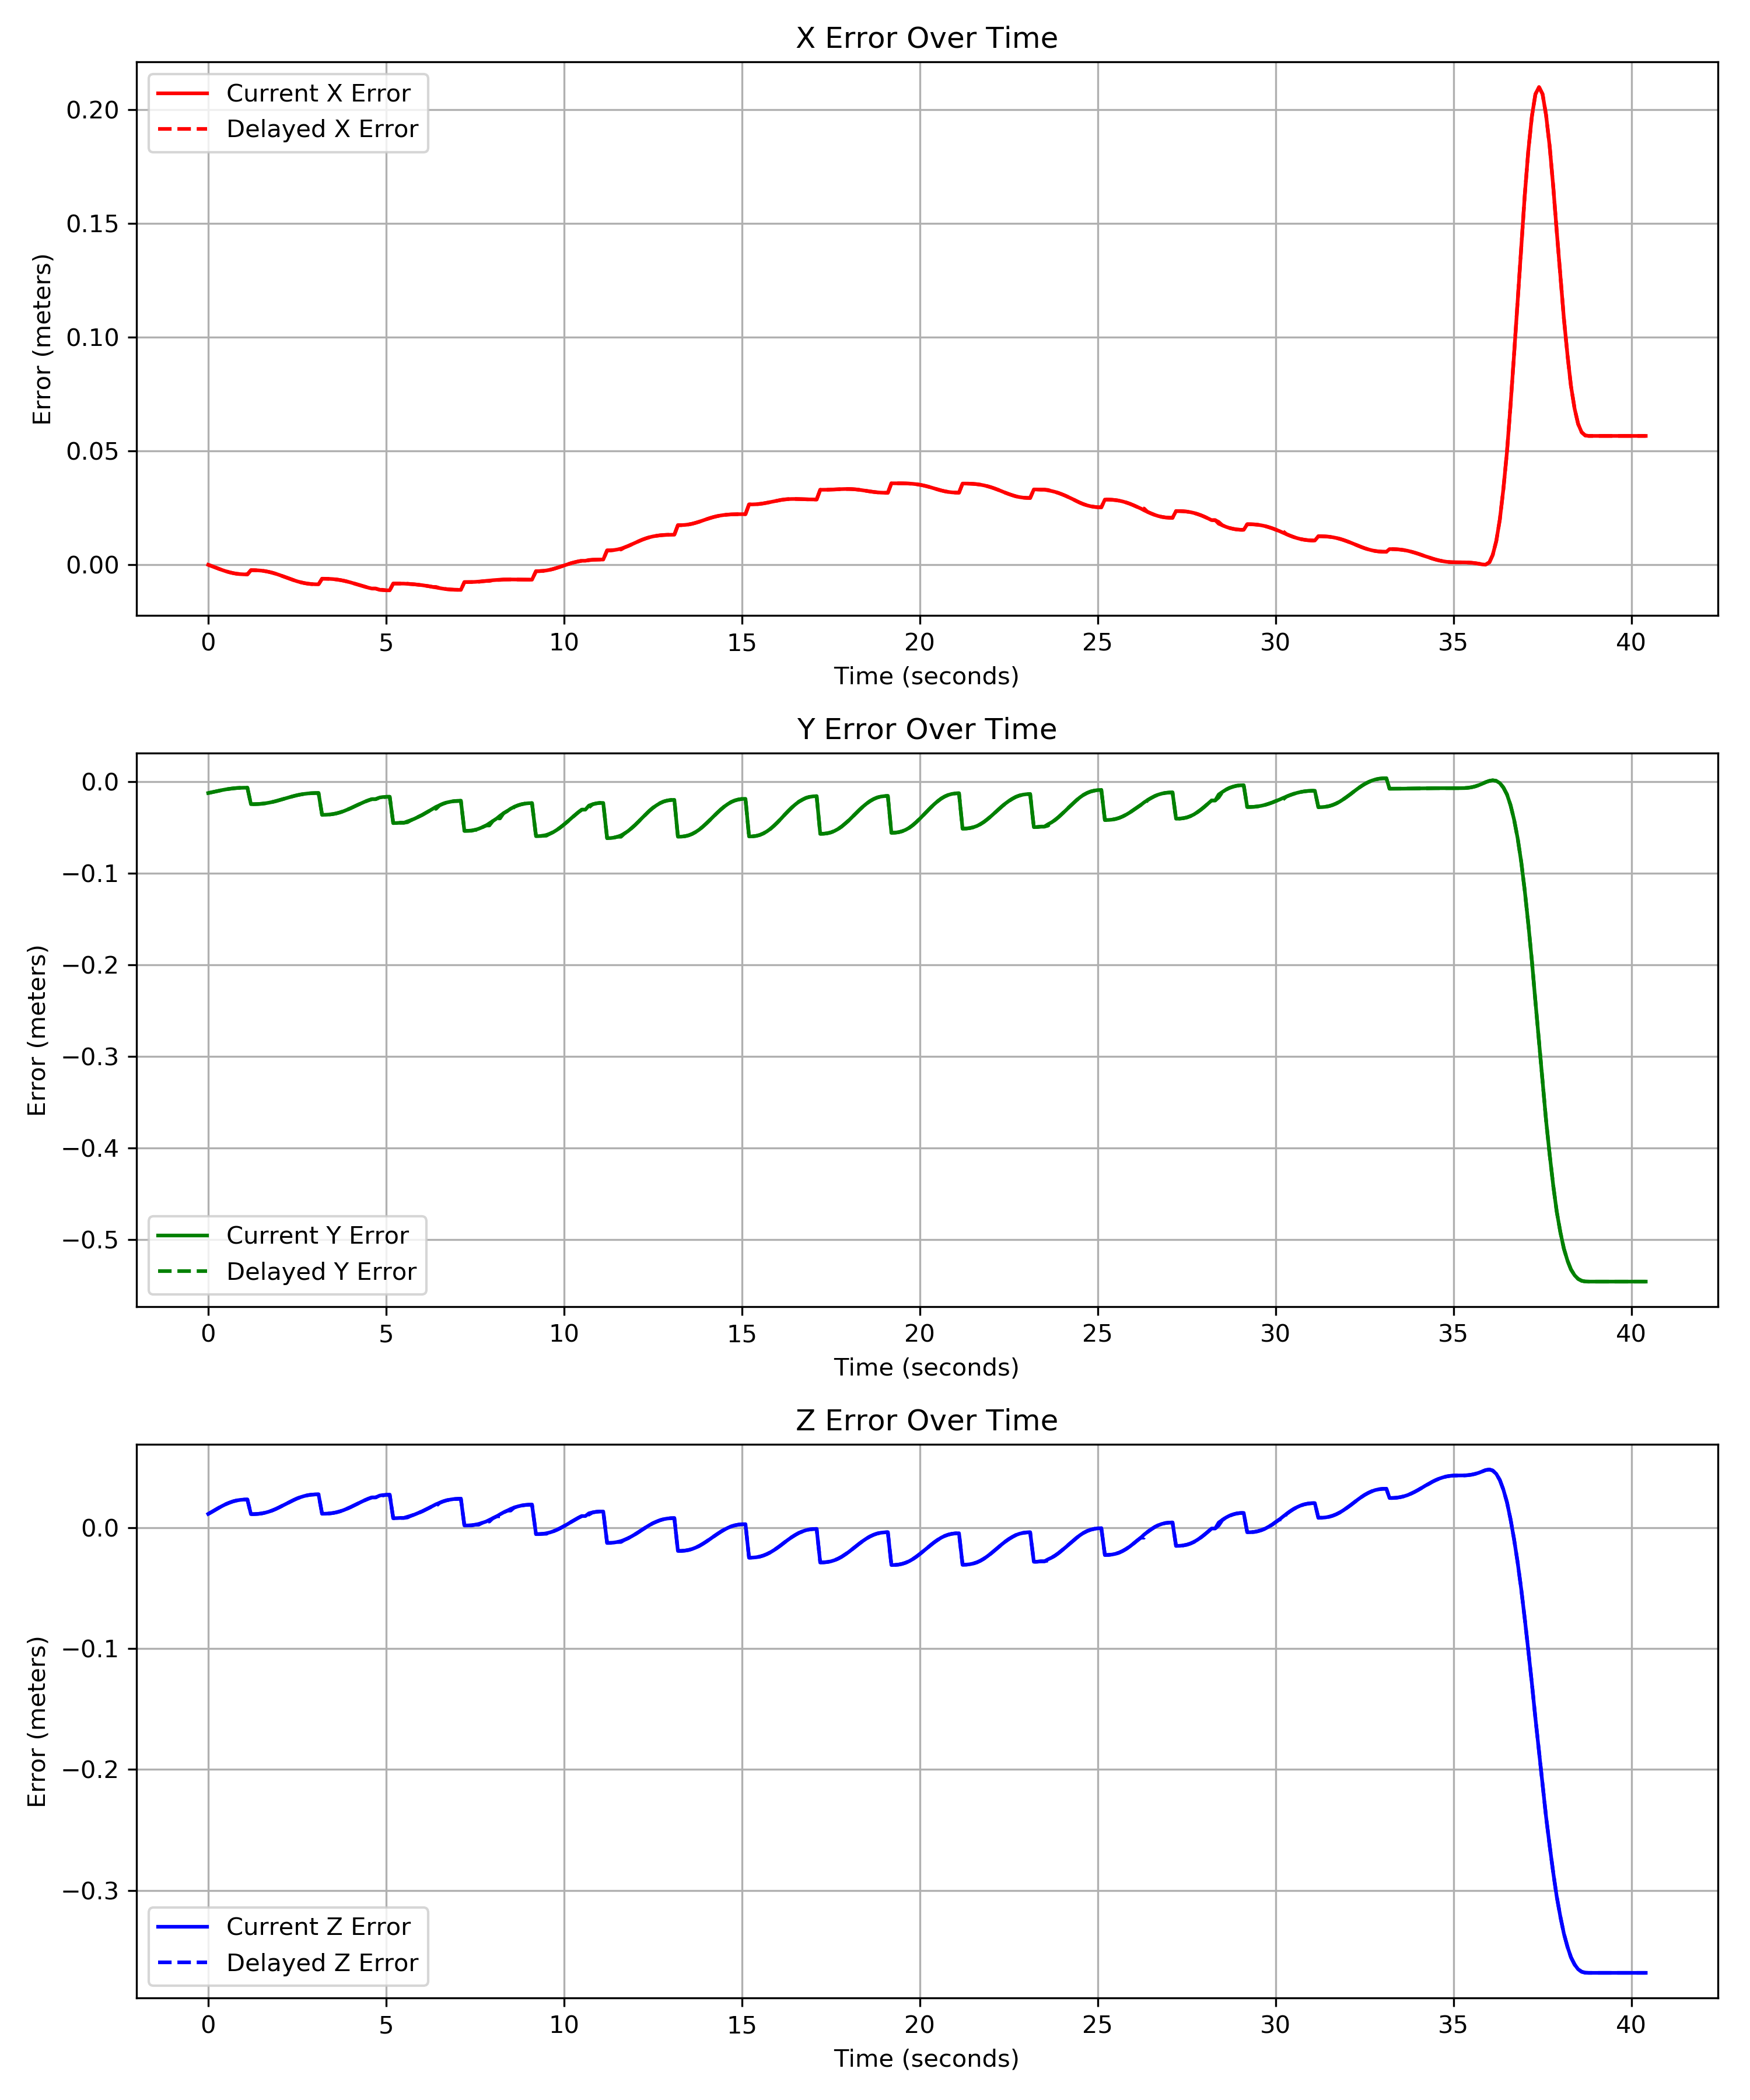 X Error Over Time
Current X Error
Delayed X Error
Error (meters)
0.20
0.15
0.10
0.05
0.00
0 5 10 15 20 25 30 35 40
Time (seconds)
Y Error Over Time
Error (meters)
0.0
−0.1
−0.2
−0.3
−0.4
−0.5
Current Y Error
Delayed Y Error
0 5 10 15 20 25 30 35 40
Time (seconds)
Z Error Over Time
Error (meters)
0.0
−0.1
−0.2
−0.3
Current Z Error
Delayed Z Error
0 5 10 15 20 25 30 35 40
Time (seconds)